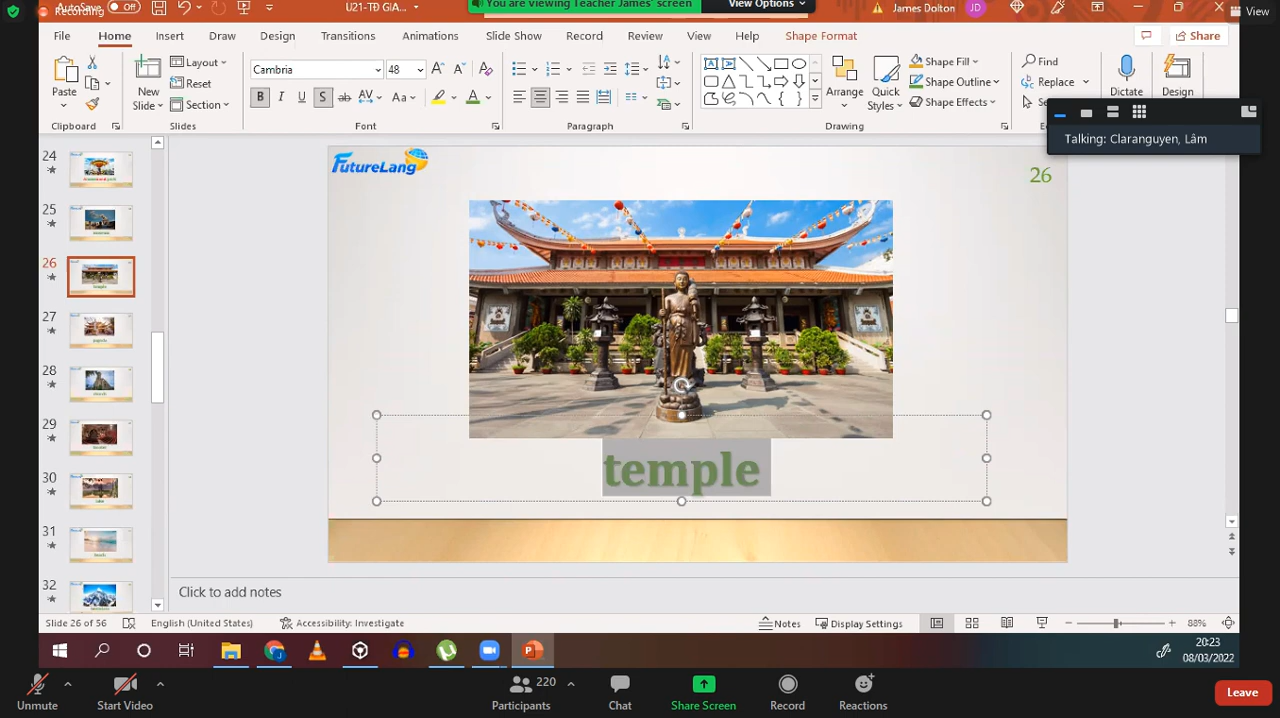 Recording
AutoSave Off
U21-TĐ GIA...
You are viewing Teacher James' screen
View Options
James Dolton
JD
View
File
Home
Insert
Draw
Design
Transitions
Animations
Slide Show
Record
Review
View
Help
Shape Format
Share
Paste
New
Slide
Layout
Reset
Section
Cambria
48
B
I
U
S
ab
AV
Aa
A
Arrange
Quick
Styles
Shape Fill
Shape Outline
Shape Effects
Find
Replace
Dictate
Design
Clipboard
Slides
Font
Paragraph
Drawing
Talking: Claranguyen, Lâm
24
25
26
27
28
29
30
31
32
FutureLang
26
temple
Click to add notes
Slide 26 of 56
English (United States)
Accessibility: Investigate
Notes
Display Settings
88%
20:23
08/03/2022
Unmute
Start Video
220
Participants
Chat
Share Screen
Record
Reactions
Leave